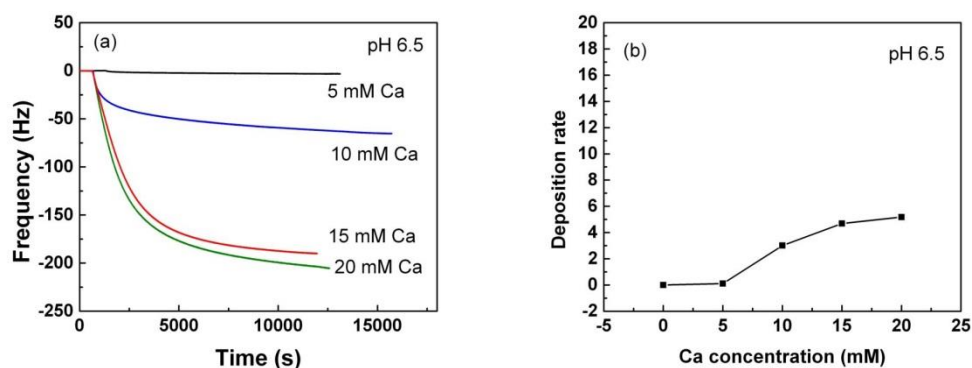 (a)
pH 6.5
50
0
-50
-100
-150
-200
-250
0
5000
10000
15000
Frequency (Hz)
Time (s)
5 mM Ca
10 mM Ca
15 mM Ca
20 mM Ca
(b)
pH 6.5
20
18
16
14
12
10
8
6
4
2
0
-2
-5
0
5
10
15
20
25
Deposition rate
Ca concentration (mM)